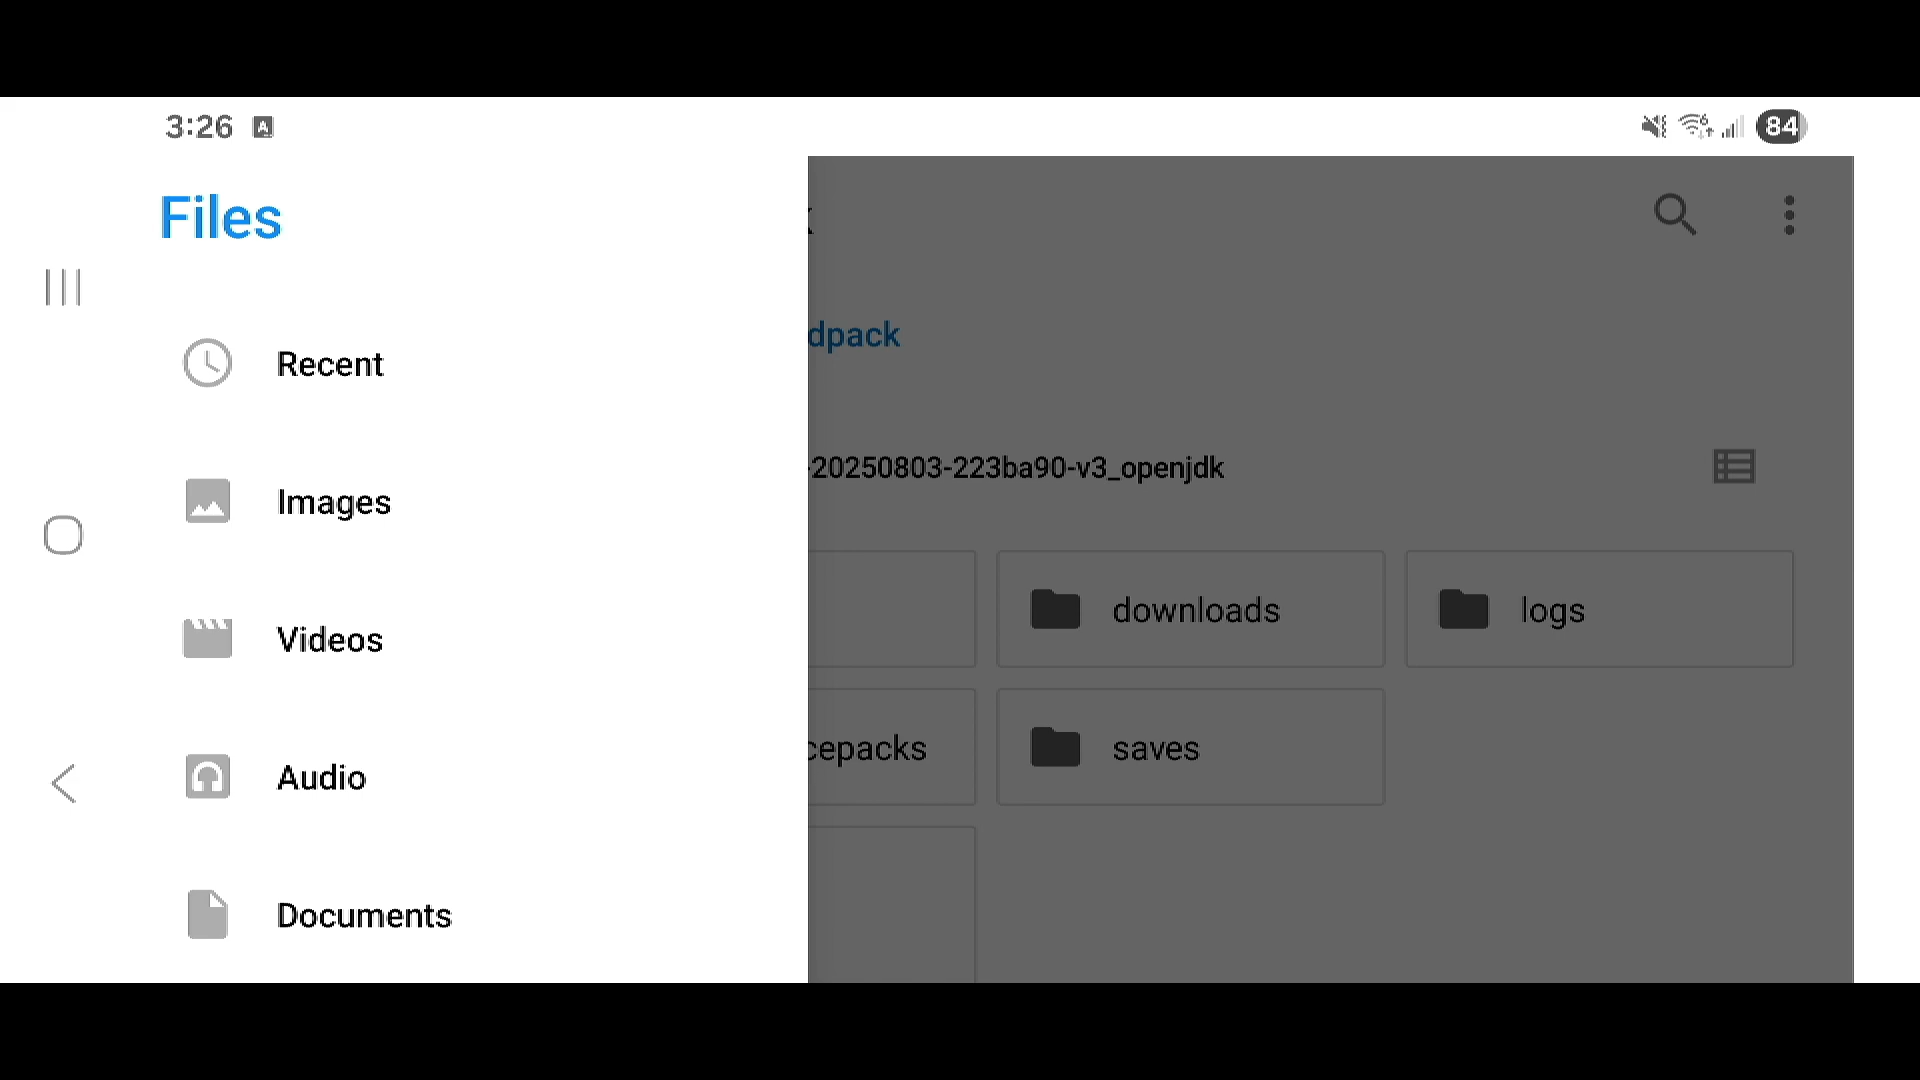 3:26
84
Files
Recent
dpack
-20250803-223ba90-v3_openjdk
Images
downloads
logs
Videos
cepacks
saves
Audio
Documents